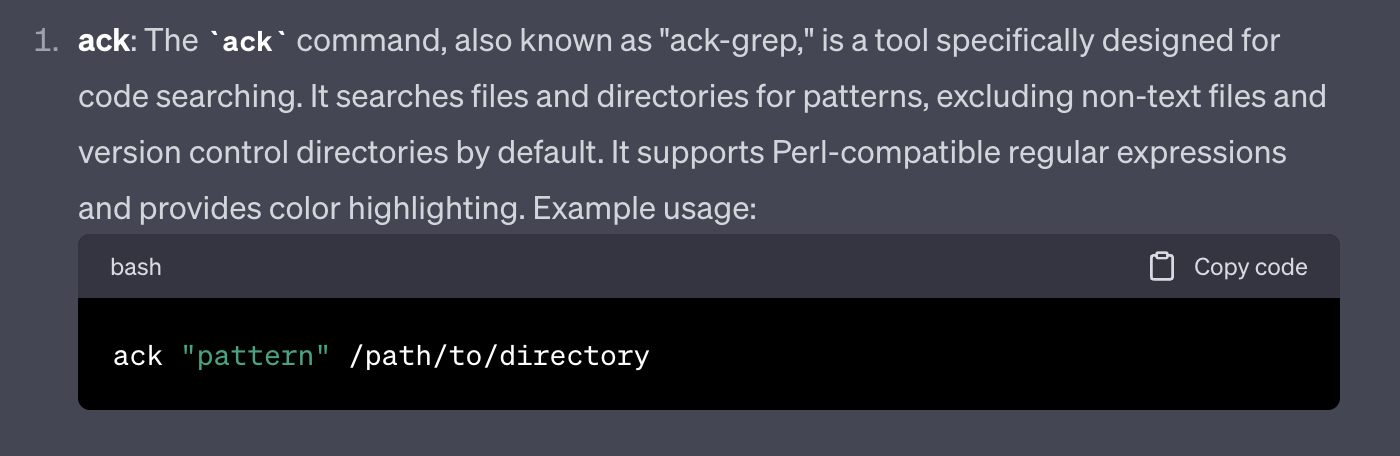 1. ack: The `ack` command, also known as "ack-grep," is a tool specifically designed for
code searching. It searches files and directories for patterns, excluding non-text files and
version control directories by default. It supports Perl-compatible regular expressions
and provides color highlighting. Example usage:
bash Copy code
ack "pattern" /path/to/directory